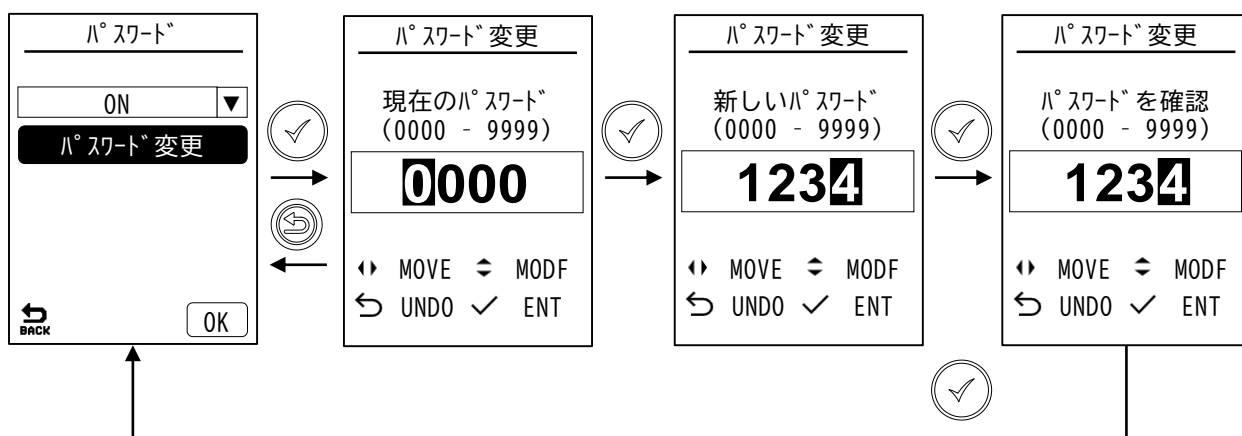 ﾊﾟｽﾜｰﾄﾞ
ON ▼
ﾊﾟｽﾜｰﾄﾞ変更
BACK
OK
ﾊﾟｽﾜｰﾄﾞ変更
現在のﾊﾟｽﾜｰﾄﾞ
(0000 - 9999)
0000
MOVE MODF
UNDO ENT
ﾊﾟｽﾜｰﾄﾞ変更
新しいﾊﾟｽﾜｰﾄﾞ
(0000 - 9999)
1234
MOVE MODF
UNDO ENT
ﾊﾟｽﾜｰﾄﾞ変更
ﾊﾟｽﾜｰﾄﾞを確認
(0000 - 9999)
1234
MOVE MODF
UNDO ENT